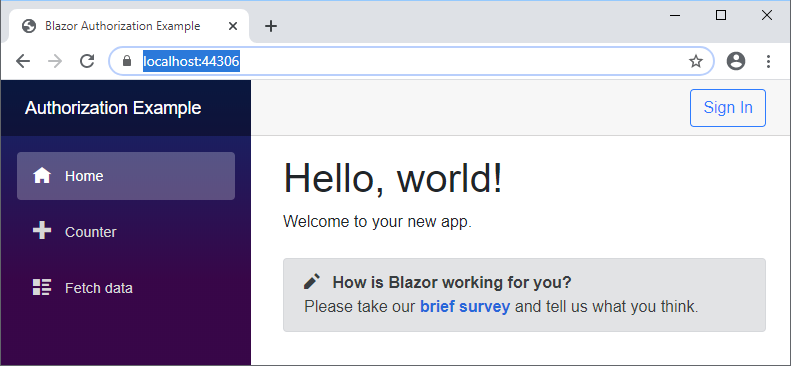 Blazor Authorization Example
localhost:44306
Authorization Example
Sign In
Home
Counter
Fetch data
Hello, world!
Welcome to your new app.
How is Blazor working for you?
Please take our brief survey and tell us what you think.